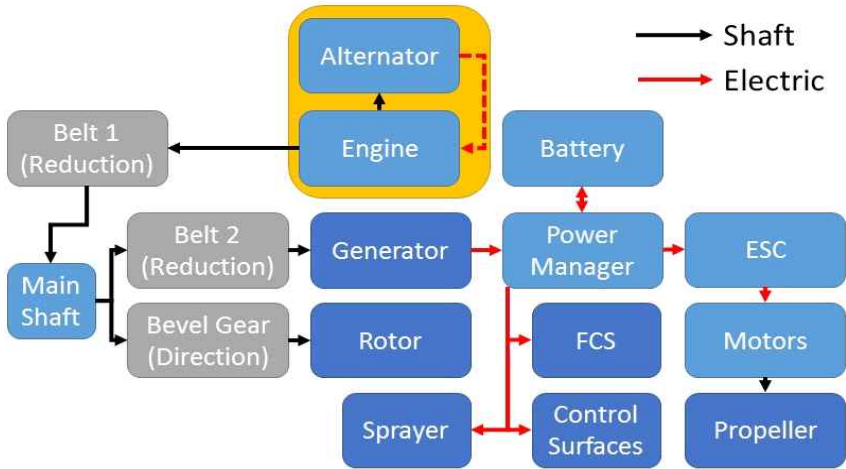 Alternator
Shaft
Electric
Belt 1
(Reduction)
Engine
Battery
Belt 2
(Reduction)
Generator
Power
Manager
ESC
Main
Shaft
Bevel Gear
(Direction)
Rotor
FCS
Motors
Sprayer
Control
Surfaces
Propeller